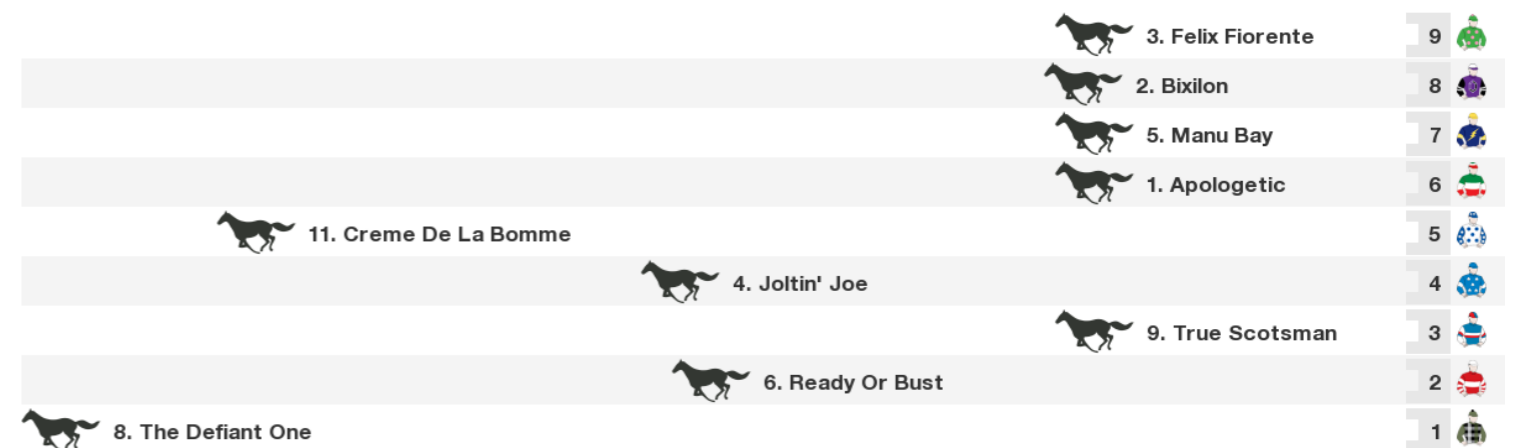 3. Felix Fiorente 9
2. Bixilon 8
5. Manu Bay 7
1. Apologetic 6
11. Creme De La Bomme 5
4. Joltin' Joe 4
9. True Scotsman 3
6. Ready Or Bust 2
8. The Defiant One 1